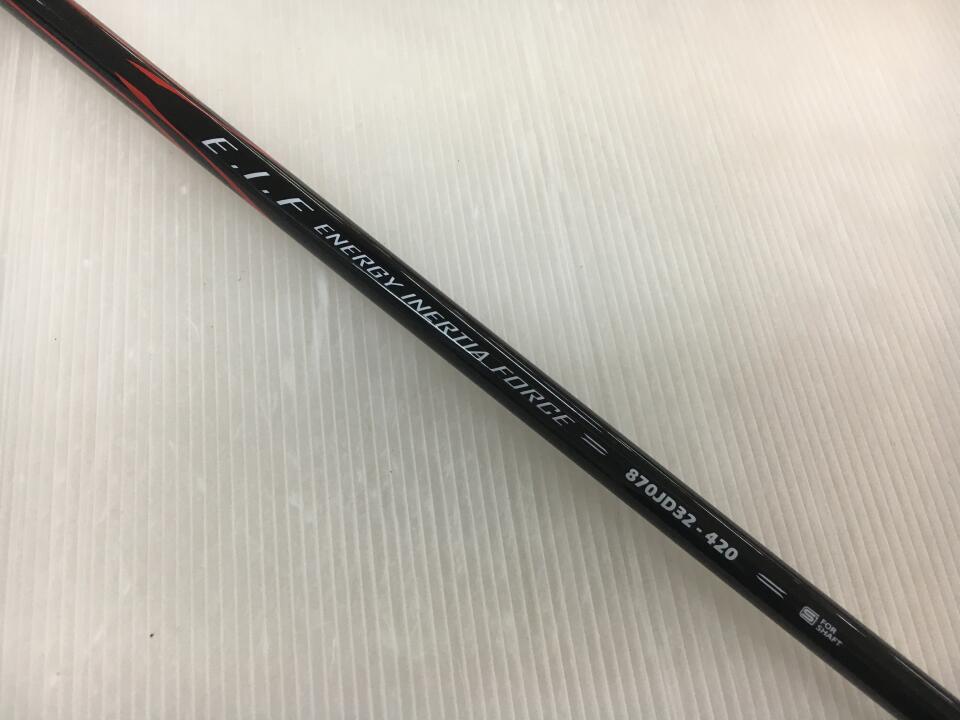 E.I.F ENERGY INERTIA FORCE 870JD32-420 S FOR
SHAFT